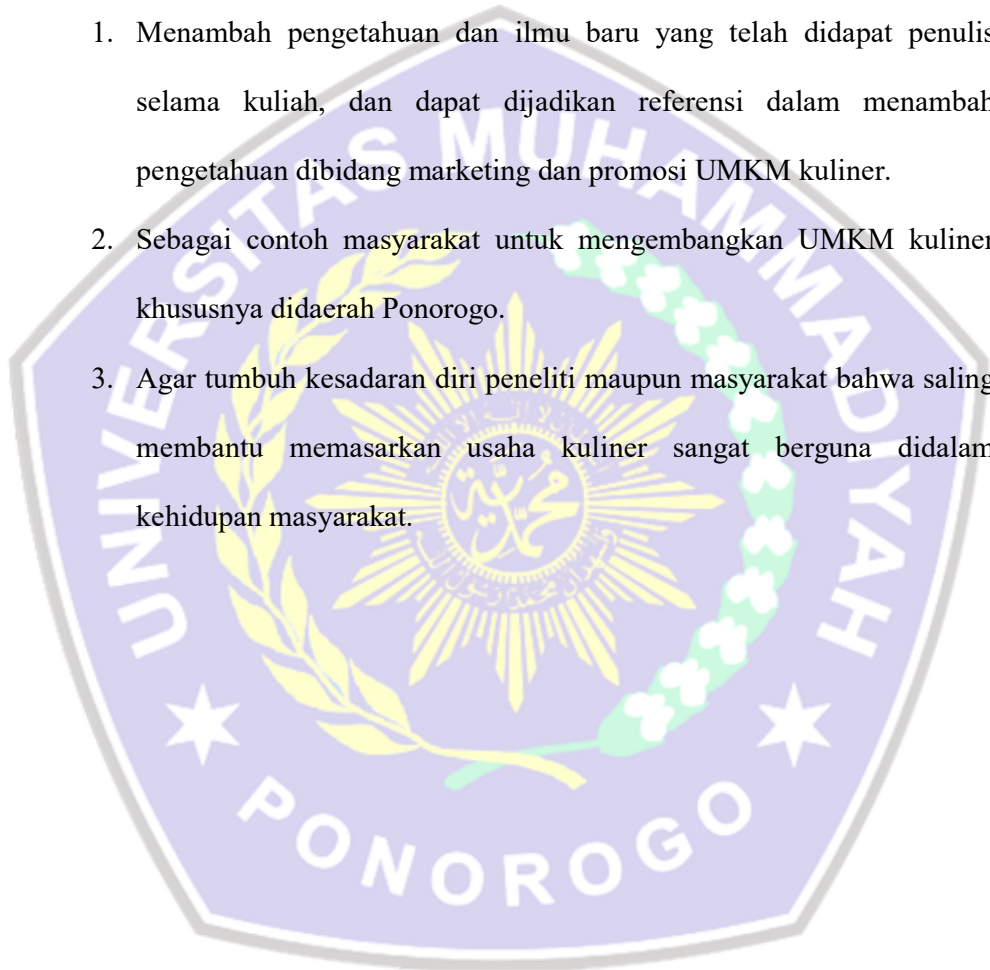 1. Menambah pengetahuan dan ilmu baru yang telah didapat penulis
selama kuliah, dan dapat dijadikan referensi dalam menambah
pengetahuan dibidang marketing dan promosi UMKM kuliner.
2. Sebagai contoh masyarakat untuk mengembangkan UMKM kuliner
khususnya didaerah Ponorogo.
3. Agar tumbuh kesadaran diri peneliti maupun masyarakat bahwa saling
membantu memasarkan usaha kuliner sangat berguna didalam
kehidupan masyarakat.
UNIVERSITAS MUHAMMADIYAH
PONOROGO
محمدية